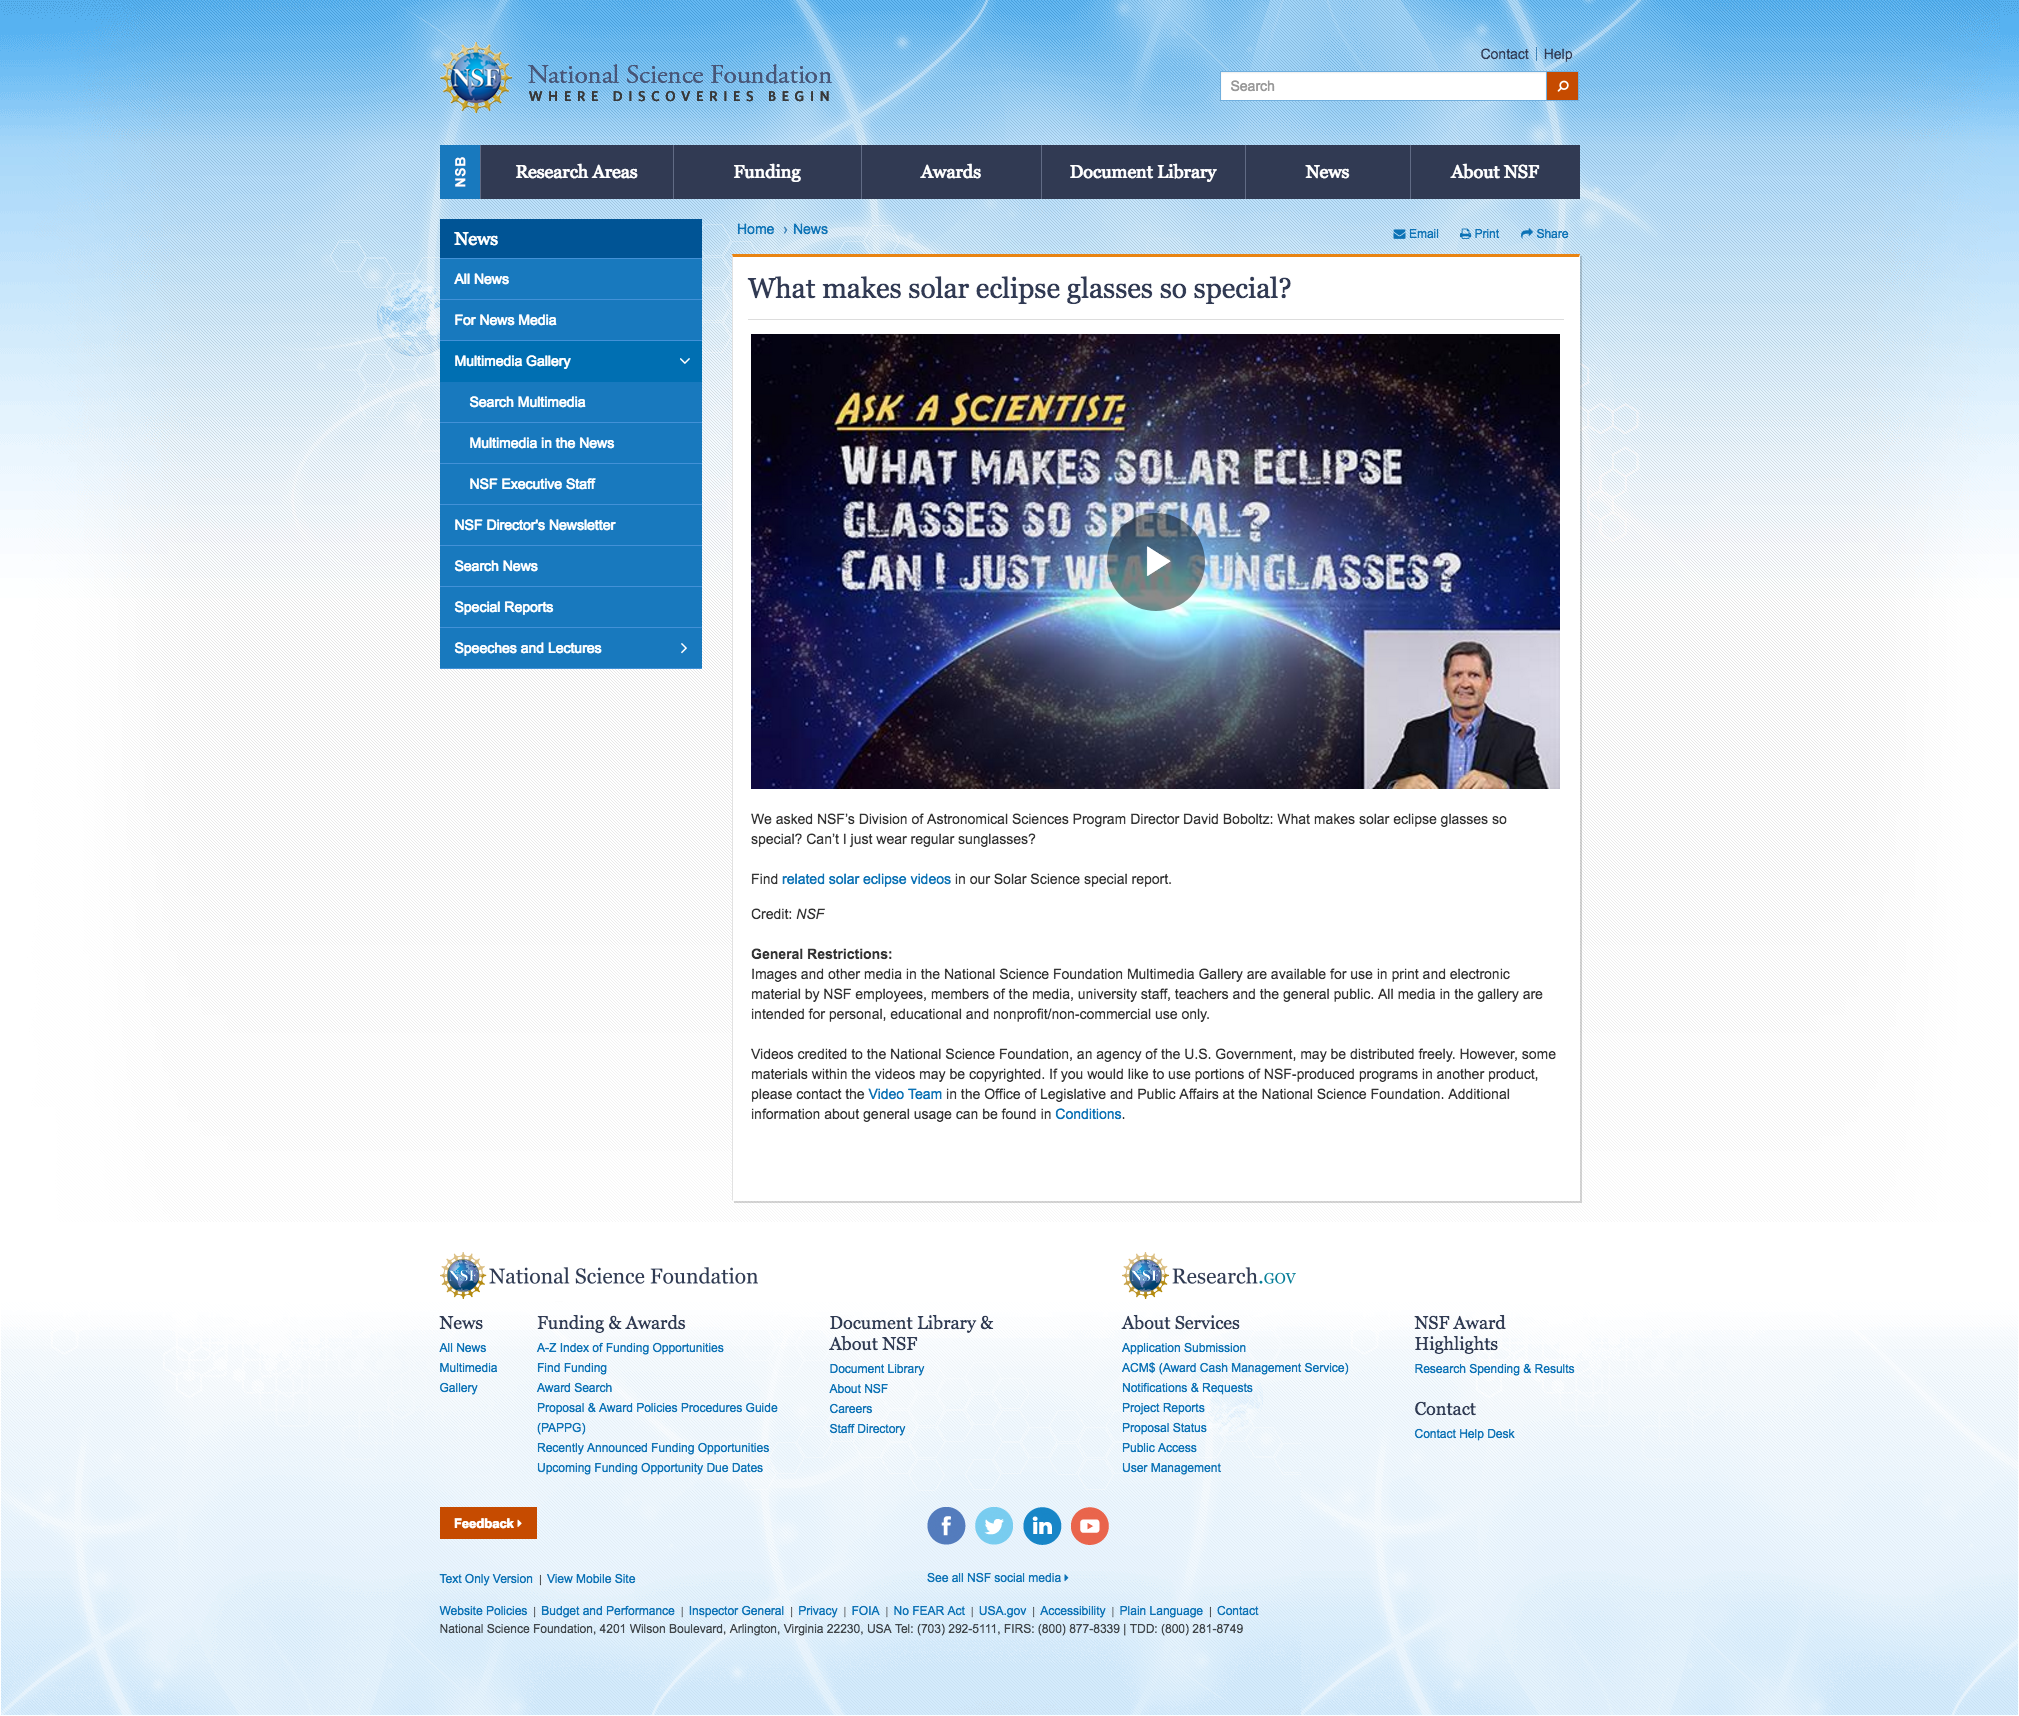 NSF
National Science Foundation
WHERE DISCOVERIES BEGIN
Contact | Help
Search
NSB
Research Areas
Funding
Awards
Document Library
News
About NSF
News
All News
For News Media
Multimedia Gallery
Search Multimedia
Multimedia in the News
NSF Executive Staff
NSF Director's Newsletter
Search News
Special Reports
Speeches and Lectures
Home › News
Email
Print
Share
What makes solar eclipse glasses so special?
ASK A SCIENTIST:
WHAT MAKES SOLAR ECLIPSE
GLASSES SO SPECIAL?
CAN I JUST WEAR SUNGLASSES?
We asked NSF’s Division of Astronomical Sciences Program Director David Boboltz: What makes solar eclipse glasses so
special? Can’t I just wear regular sunglasses?
Find related solar eclipse videos in our Solar Science special report.
Credit: NSF
General Restrictions:
Images and other media in the National Science Foundation Multimedia Gallery are available for use in print and electronic
material by NSF employees, members of the media, university staff, teachers and the general public. All media in the gallery are
intended for personal, educational and nonprofit/non-commercial use only.
Videos credited to the National Science Foundation, an agency of the U.S. Government, may be distributed freely. However, some
materials within the videos may be copyrighted. If you would like to use portions of NSF-produced programs in another product,
please contact the Video Team in the Office of Legislative and Public Affairs at the National Science Foundation. Additional
information about general usage can be found in Conditions.
NSF National Science Foundation
News
All News
Multimedia
Gallery
Funding & Awards
A-Z Index of Funding Opportunities
Find Funding
Award Search
Proposal & Award Policies Procedures Guide
(PAPPG)
Recently Announced Funding Opportunities
Upcoming Funding Opportunity Due Dates
Document Library &
About NSF
Document Library
About NSF
Careers
Staff Directory
NSF Research.GOV
About Services
Application Submission
ACM$ (Award Cash Management Service)
Notifications & Requests
Project Reports
Proposal Status
Public Access
User Management
NSF Award
Highlights
Research Spending & Results
Contact
Contact Help Desk
Feedback
f
in
Text Only Version | View Mobile Site
See all NSF social media
Website Policies | Budget and Performance | Inspector General | Privacy | FOIA | No FEAR Act | USA.gov | Accessibility | Plain Language | Contact
National Science Foundation, 4201 Wilson Boulevard, Arlington, Virginia 22230, USA Tel: (703) 292-5111, FIRS: (800) 877-8339 | TDD: (800) 281-8749